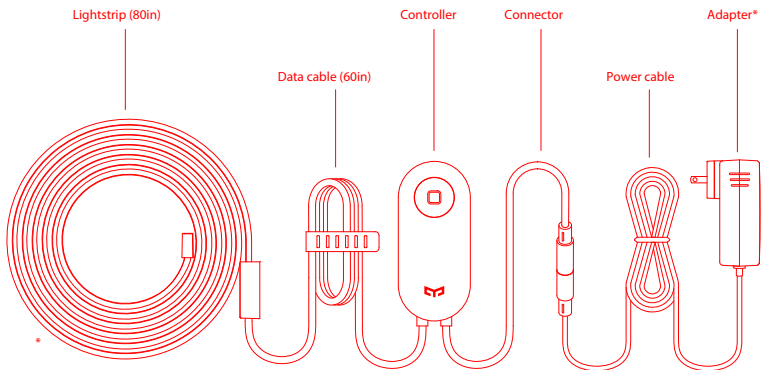 Lightstrip (80in)
Controller
Connector
Adapter*
Data cable (60in)
Power cable
*